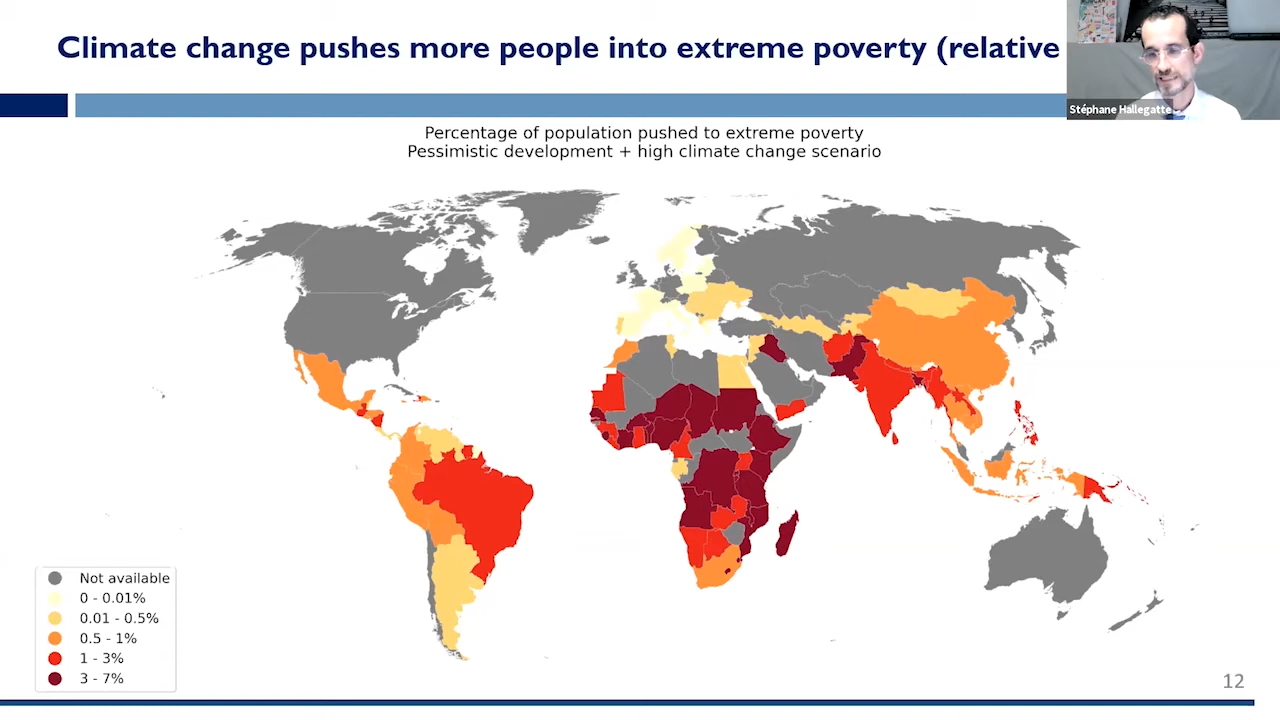 Climate change pushes more people into extreme poverty (relative
Stéphane Hallegatte
Percentage of population pushed to extreme poverty
Pessimistic development + high climate change scenario
Not available
0 - 0.01%
0.01 - 0.5%
0.5 - 1%
1 - 3%
3 - 7%
12